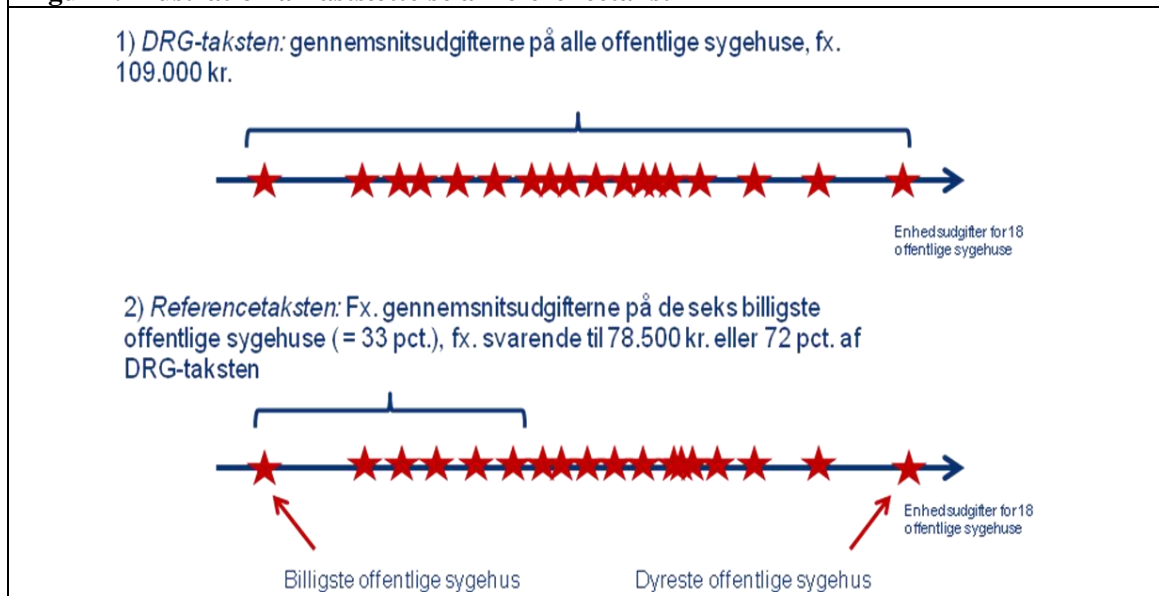 1) DRG-taksten: gennemsnitsudgifterne på alle offentlige sygehuse, fx.
109.000 kr.
Enhedsudgifter for 18
offentlige sygehuse
2) Referencetaksten: Fx. gennemsnitsudgifterne på de seks billigste
offentlige sygehuse ( = 33 pct.), fx. svarende til 78.500 kr. eller 72 pct. af
DRG-taksten
Enhedsudgifter for 18
offentlige sygehuse
Billigste offentlige sygehus
Dyreste offentlige sygehus